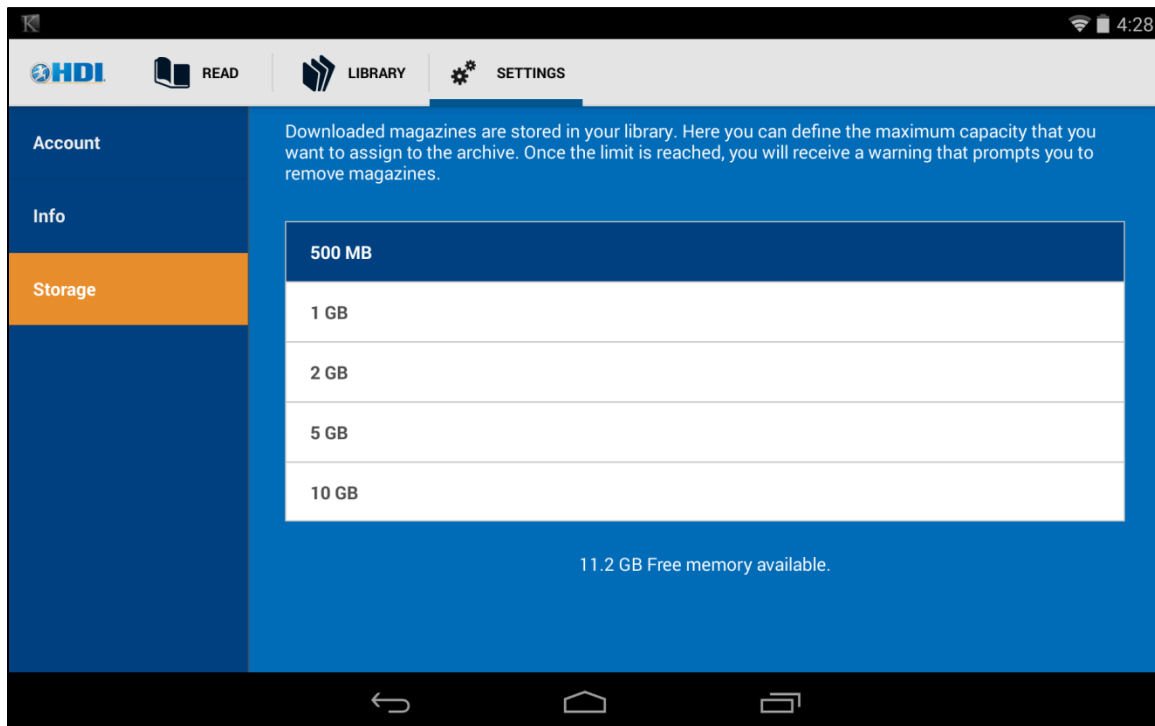 K
4:28
HDI
READ
LIBRARY
SETTINGS
Account
Info
Storage
Downloaded magazines are stored in your library. Here you can define the maximum capacity that you
want to assign to the archive. Once the limit is reached, you will receive a warning that prompts you to
remove magazines.
500 MB
1 GB
2 GB
5 GB
10 GB
11.2 GB Free memory available.